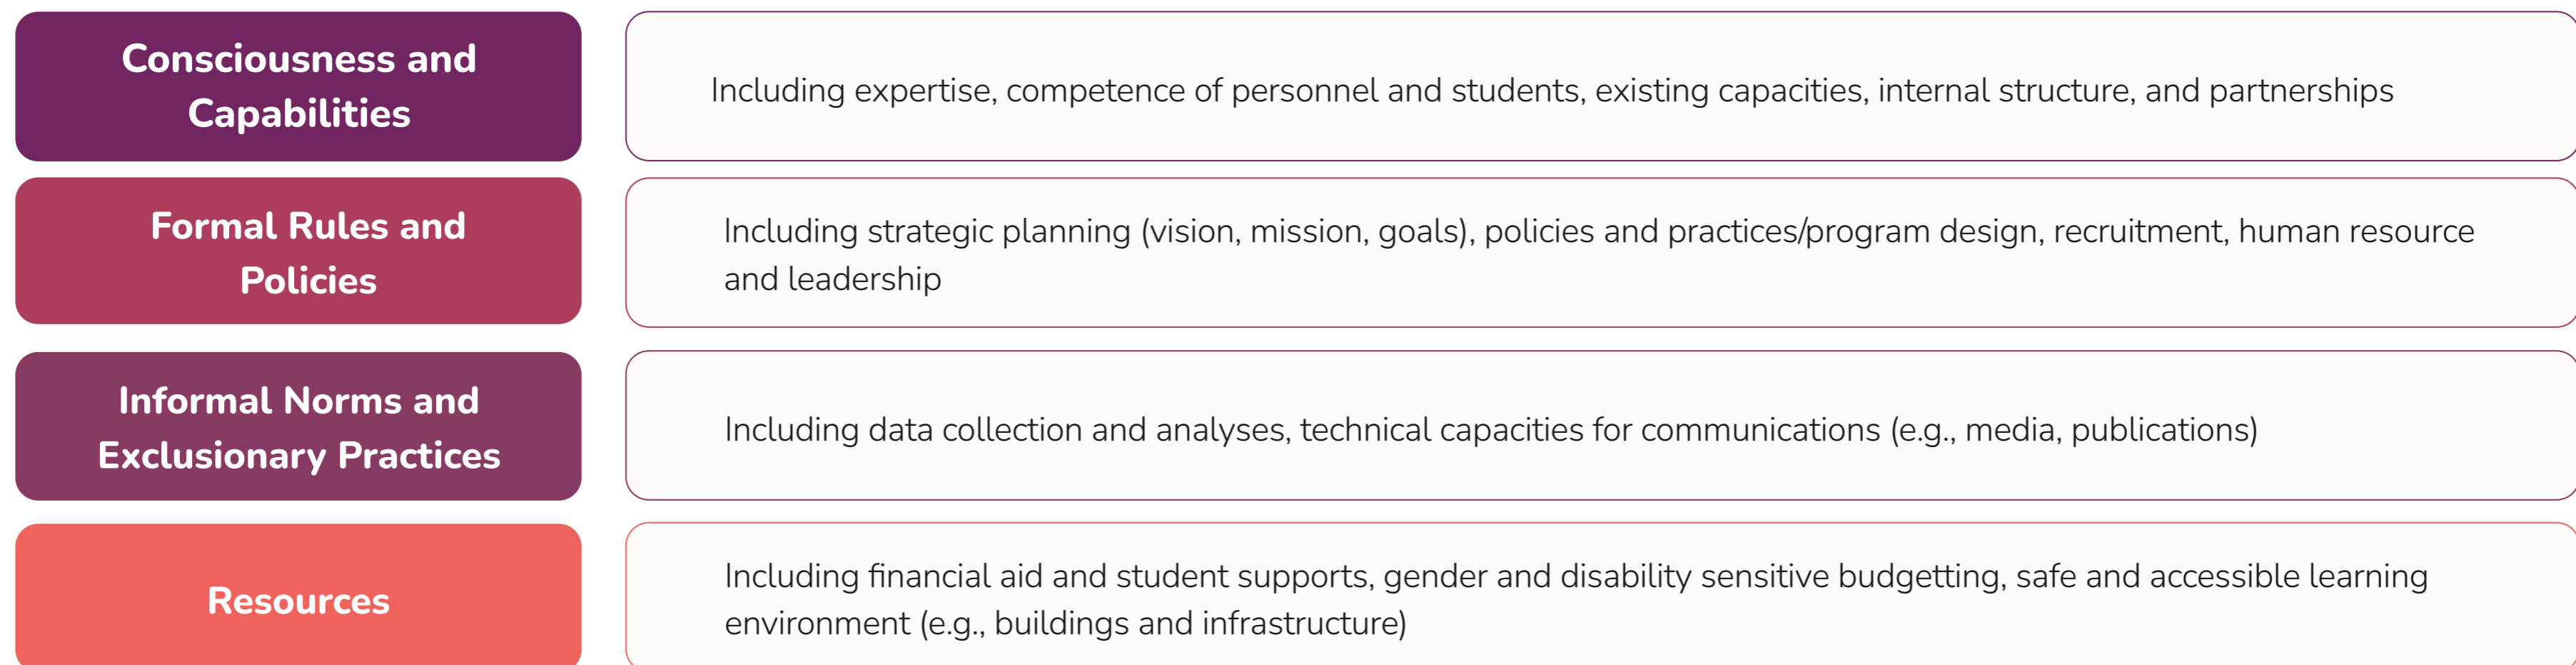 Consciousness and
Capabilities
Including expertise, competence of personnel and students, existing capacities, internal structure, and partnerships
Formal Rules and
Policies
Including strategic planning (vision, mission, goals), policies and practices/program design, recruitment, human resource
and leadership
Informal Norms and
Exclusionary Practices
Including data collection and analyses, technical capacities for communications (e.g., media, publications)
Resources
Including financial aid and student supports, gender and disability sensitive budgetting, safe and accessible learning
environment (e.g., buildings and infrastructure)